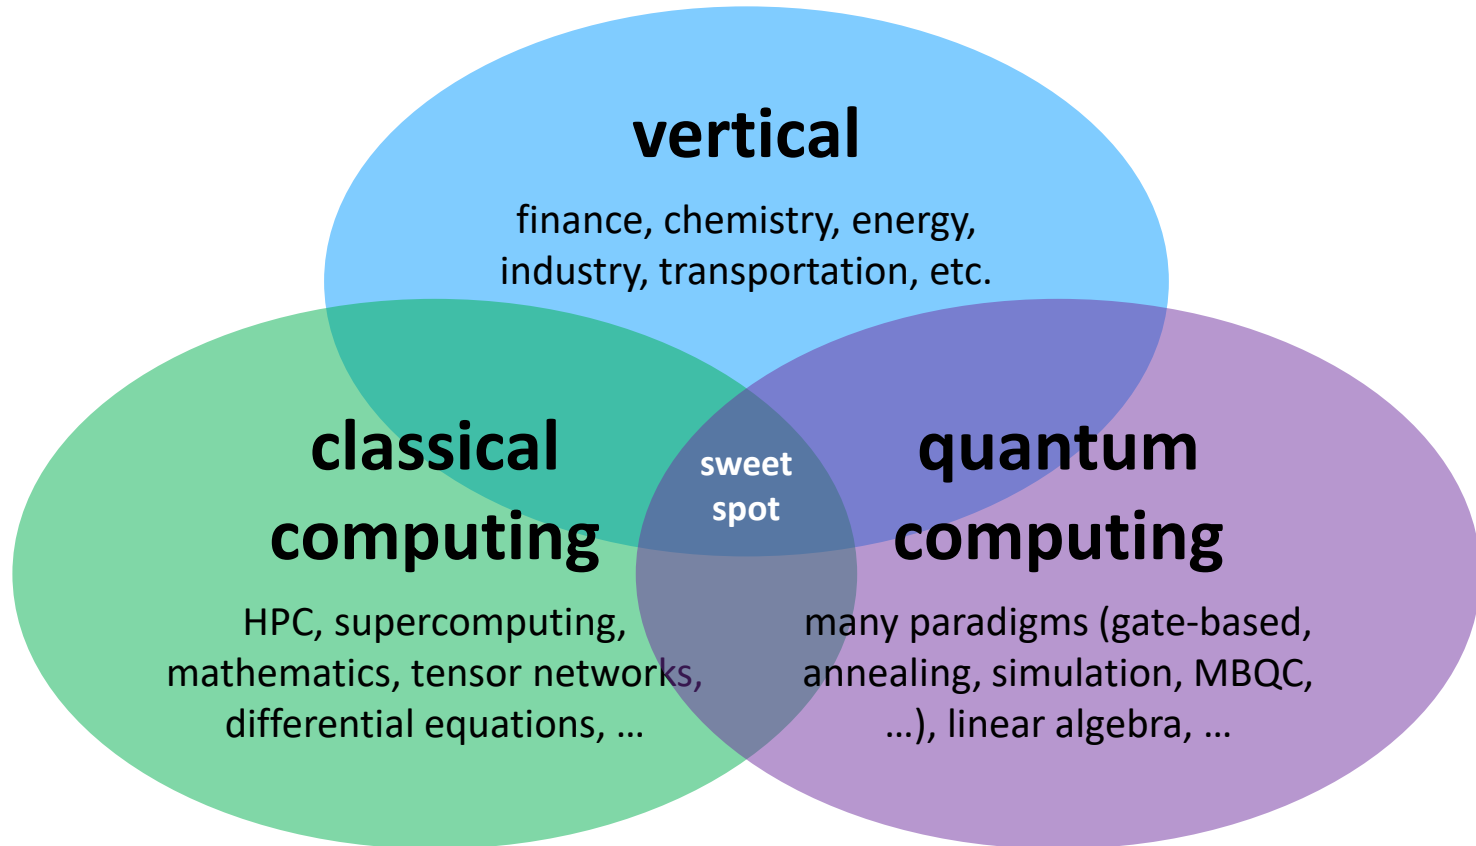 vertical
finance, chemistry, energy,
industry, transportation, etc.
classical
computing
HPC, supercomputing,
mathematics, tensor networks,
differential equations, …
sweet
spot
quantum
computing
many paradigms (gate-based,
annealing, simulation, MBQC,
…), linear algebra, …